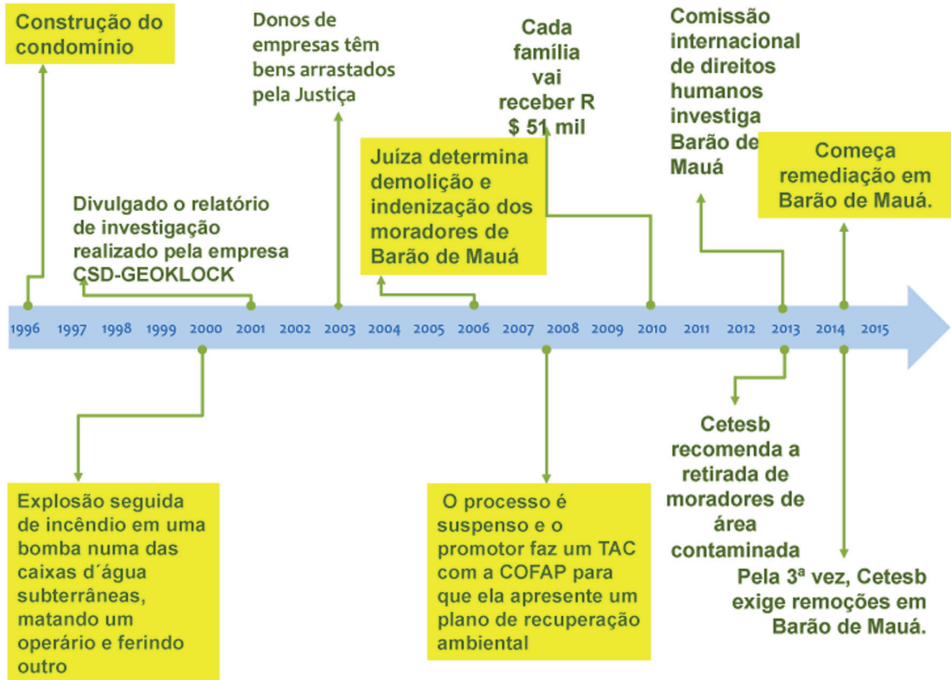 Construção do
condomínio
Donos de
empresas têm
bens arrastados
pela Justiça
Cada
família
vai
receber R
$ 51 mil
Comissão
internacional
de direitos
humanos
investiga
Barão de
Mauá
Divulgado o relatório
de investigação
realizado pela empresa
CSD-GEOKLOCK
Juíza determina
demolição e
indenização dos
moradores de
Barão de Mauá
Começa
remediação em
Barão de Mauá.
1996 1997 1998 1999 2000 2001 2002 2003 2004 2005 2006 2007 2008 2009 2010 2011 2012 2013 2014 2015
Explosão seguida
de incêndio em uma
bomba numa das
caixas d´água
subterrâneas,
matando um
operário e ferindo
outro
O processo é
suspenso e o
promotor faz um TAC
com a COFAP para
que ela apresente um
plano de recuperação
ambiental
Cetesb
recomenda a
retirada de
moradores de
área
contaminada
Pela 3ª vez, Cetesb
exige remoções em
Barão de Mauá.